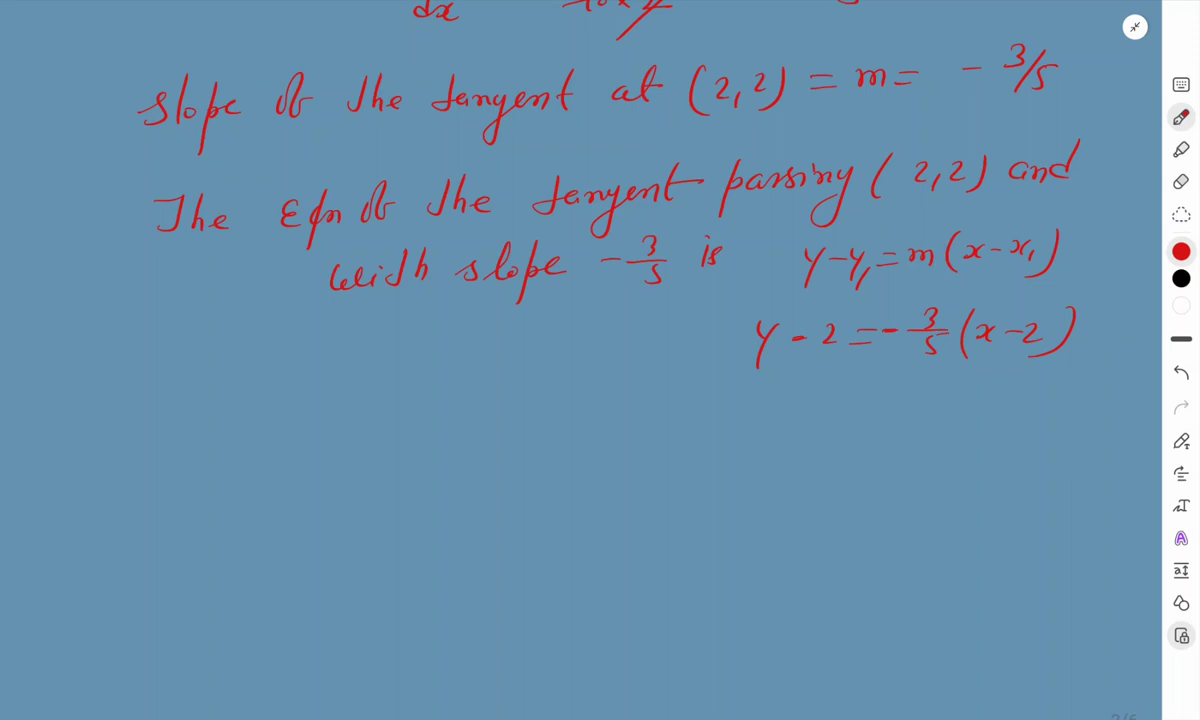 dx
slope of the tangent at (2,2) = m = - 3/5
The Eqn of the tangent passing (2,2) and
with slope -3/5 is y-y₁=m(x-x₁)
y-2=-3/5(x-2)